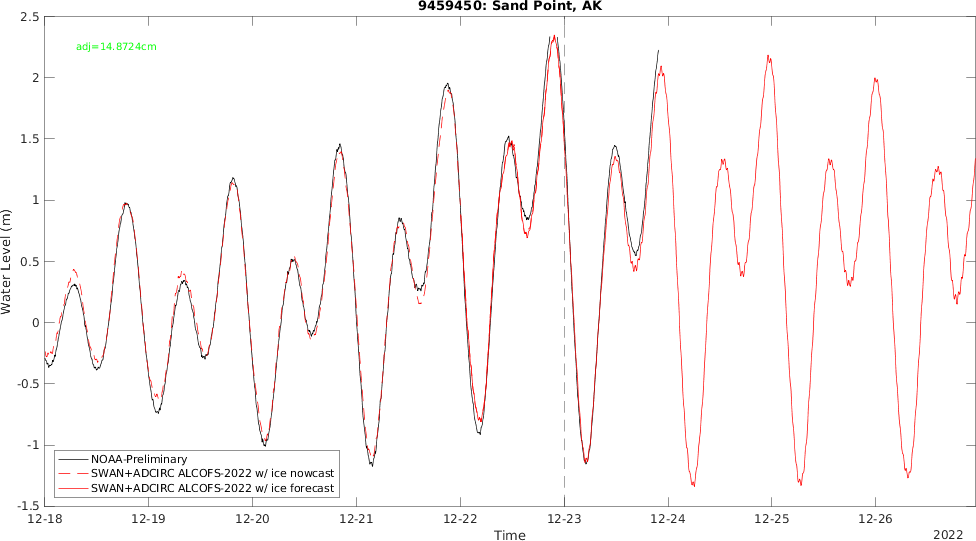 9459450: Sand Point, AK
adj=14.8724cm
2.5
2
1.5
1
0.5
0
-0.5
-1
-1.5
Water Level (m)
NOAA-Preliminary
SWAN+ADCIRC ALCOFS-2022 w/ ice nowcast
SWAN+ADCIRC ALCOFS-2022 w/ ice forecast
12-18 12-19 12-20 12-21 12-22 12-23 12-24 12-25 12-26
Time
2022